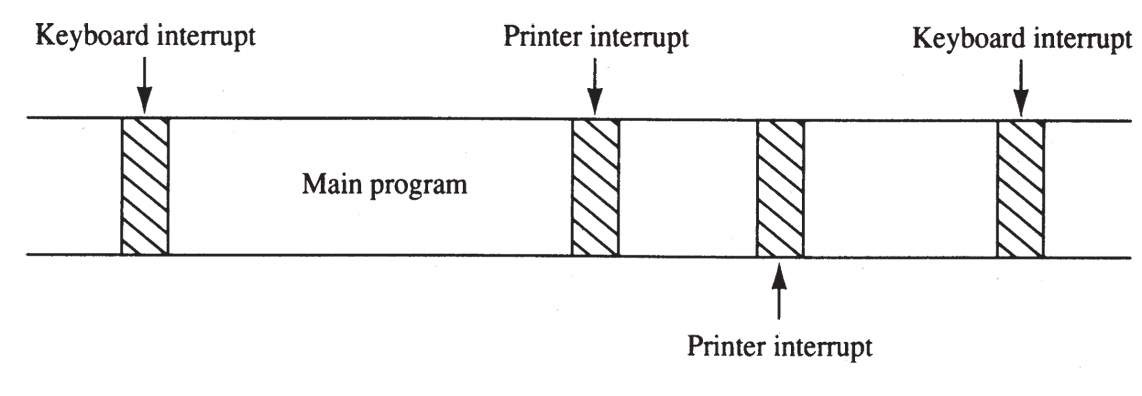 Keyboard interrupt
Printer interrupt
Keyboard interrupt
Main program
Printer interrupt